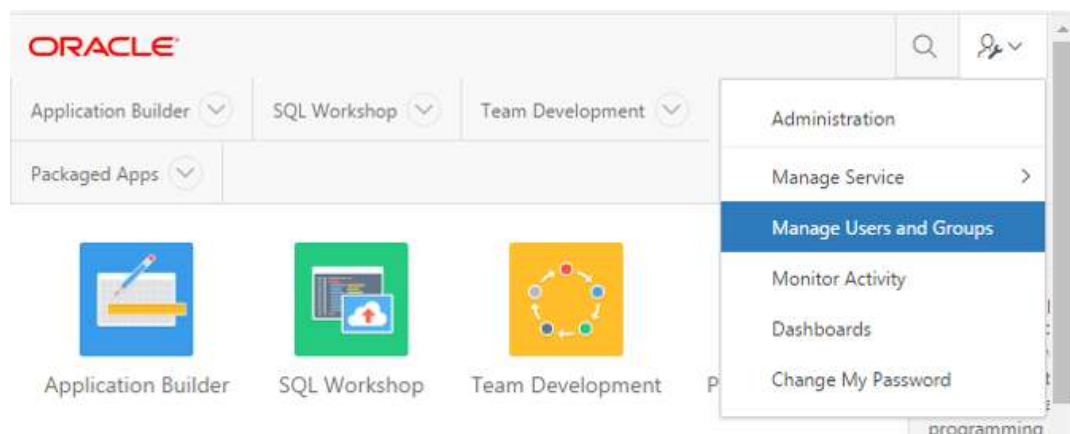 ORACLE
Application Builder
SQL Workshop
Team Development
Packaged Apps
Administration
Manage Service
Manage Users and Groups
Monitor Activity
Dashboards
Change My Password
Application Builder
SQL Workshop
Team Development
P
programming